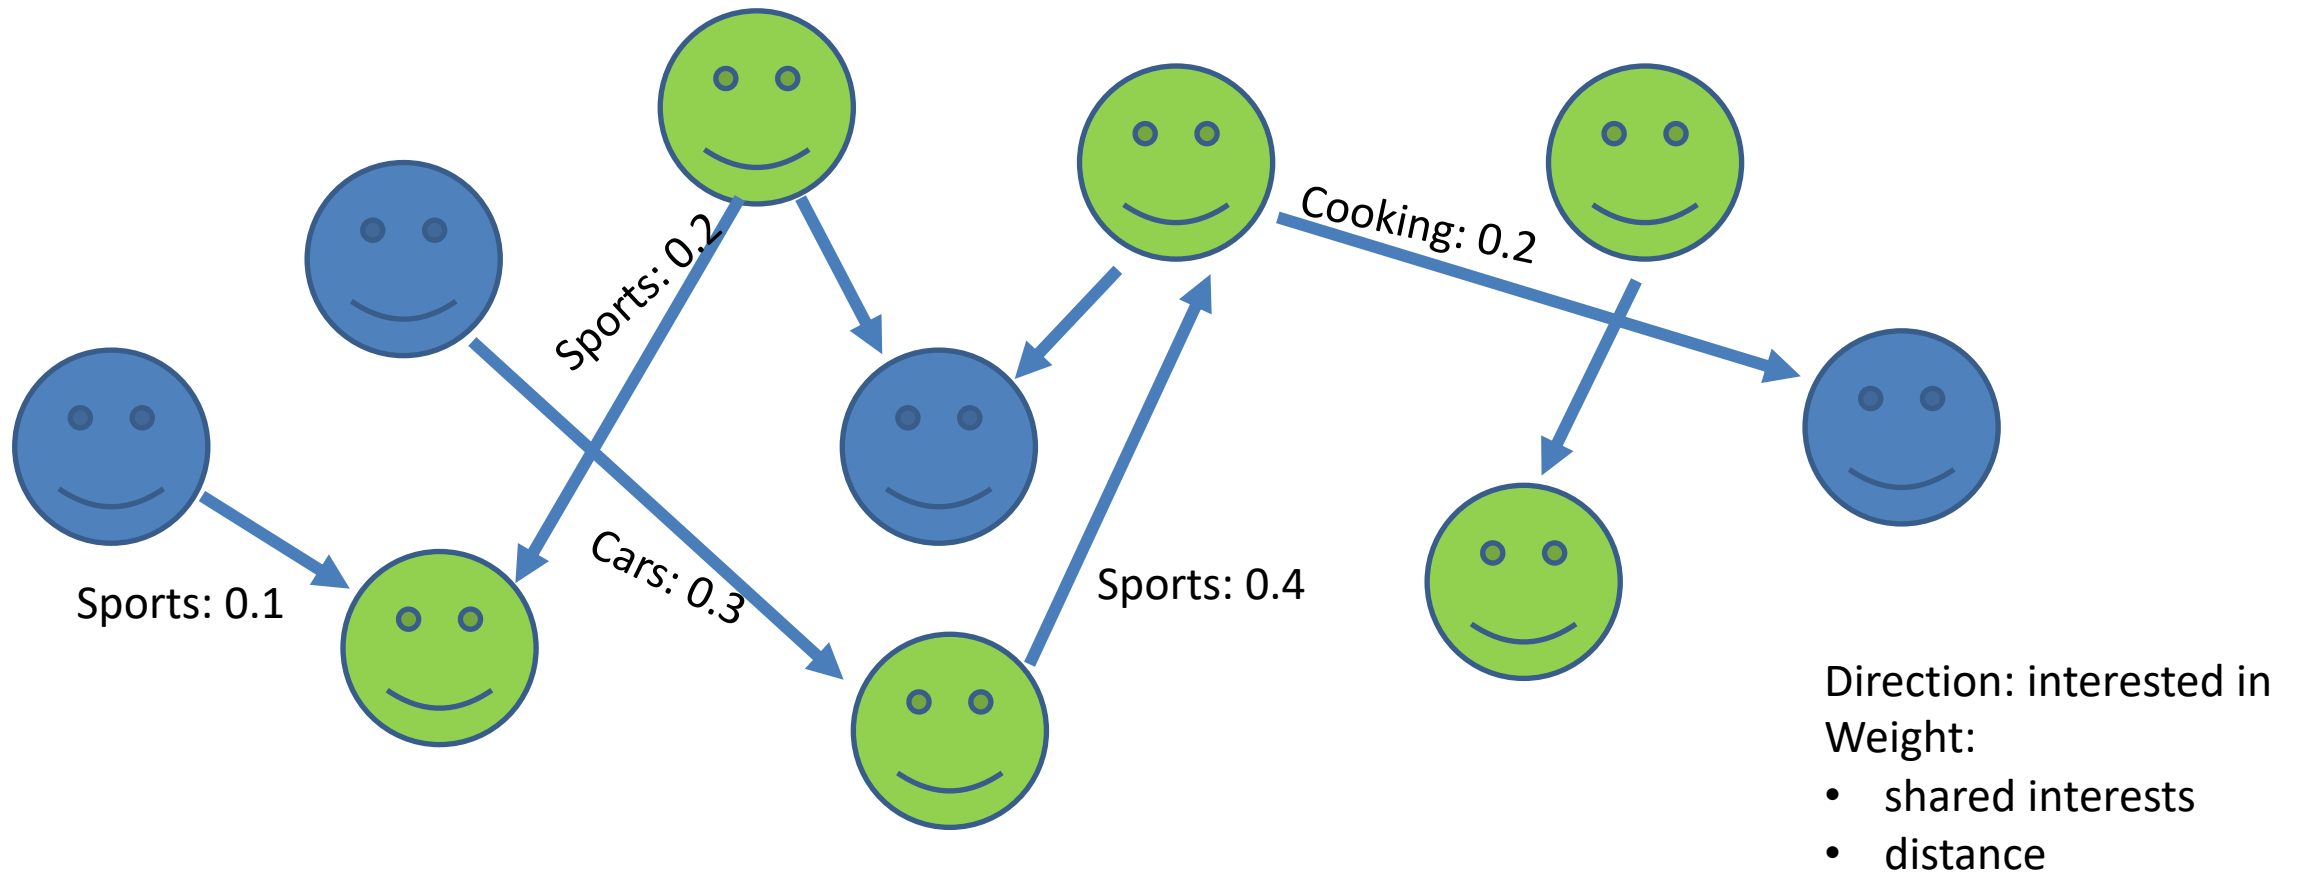 Sports: 0.2
Cooking: 0.2
Sports: 0.1
Cars: 0.3
Sports: 0.4
Direction: interested in
Weight:
• shared interests
• distance